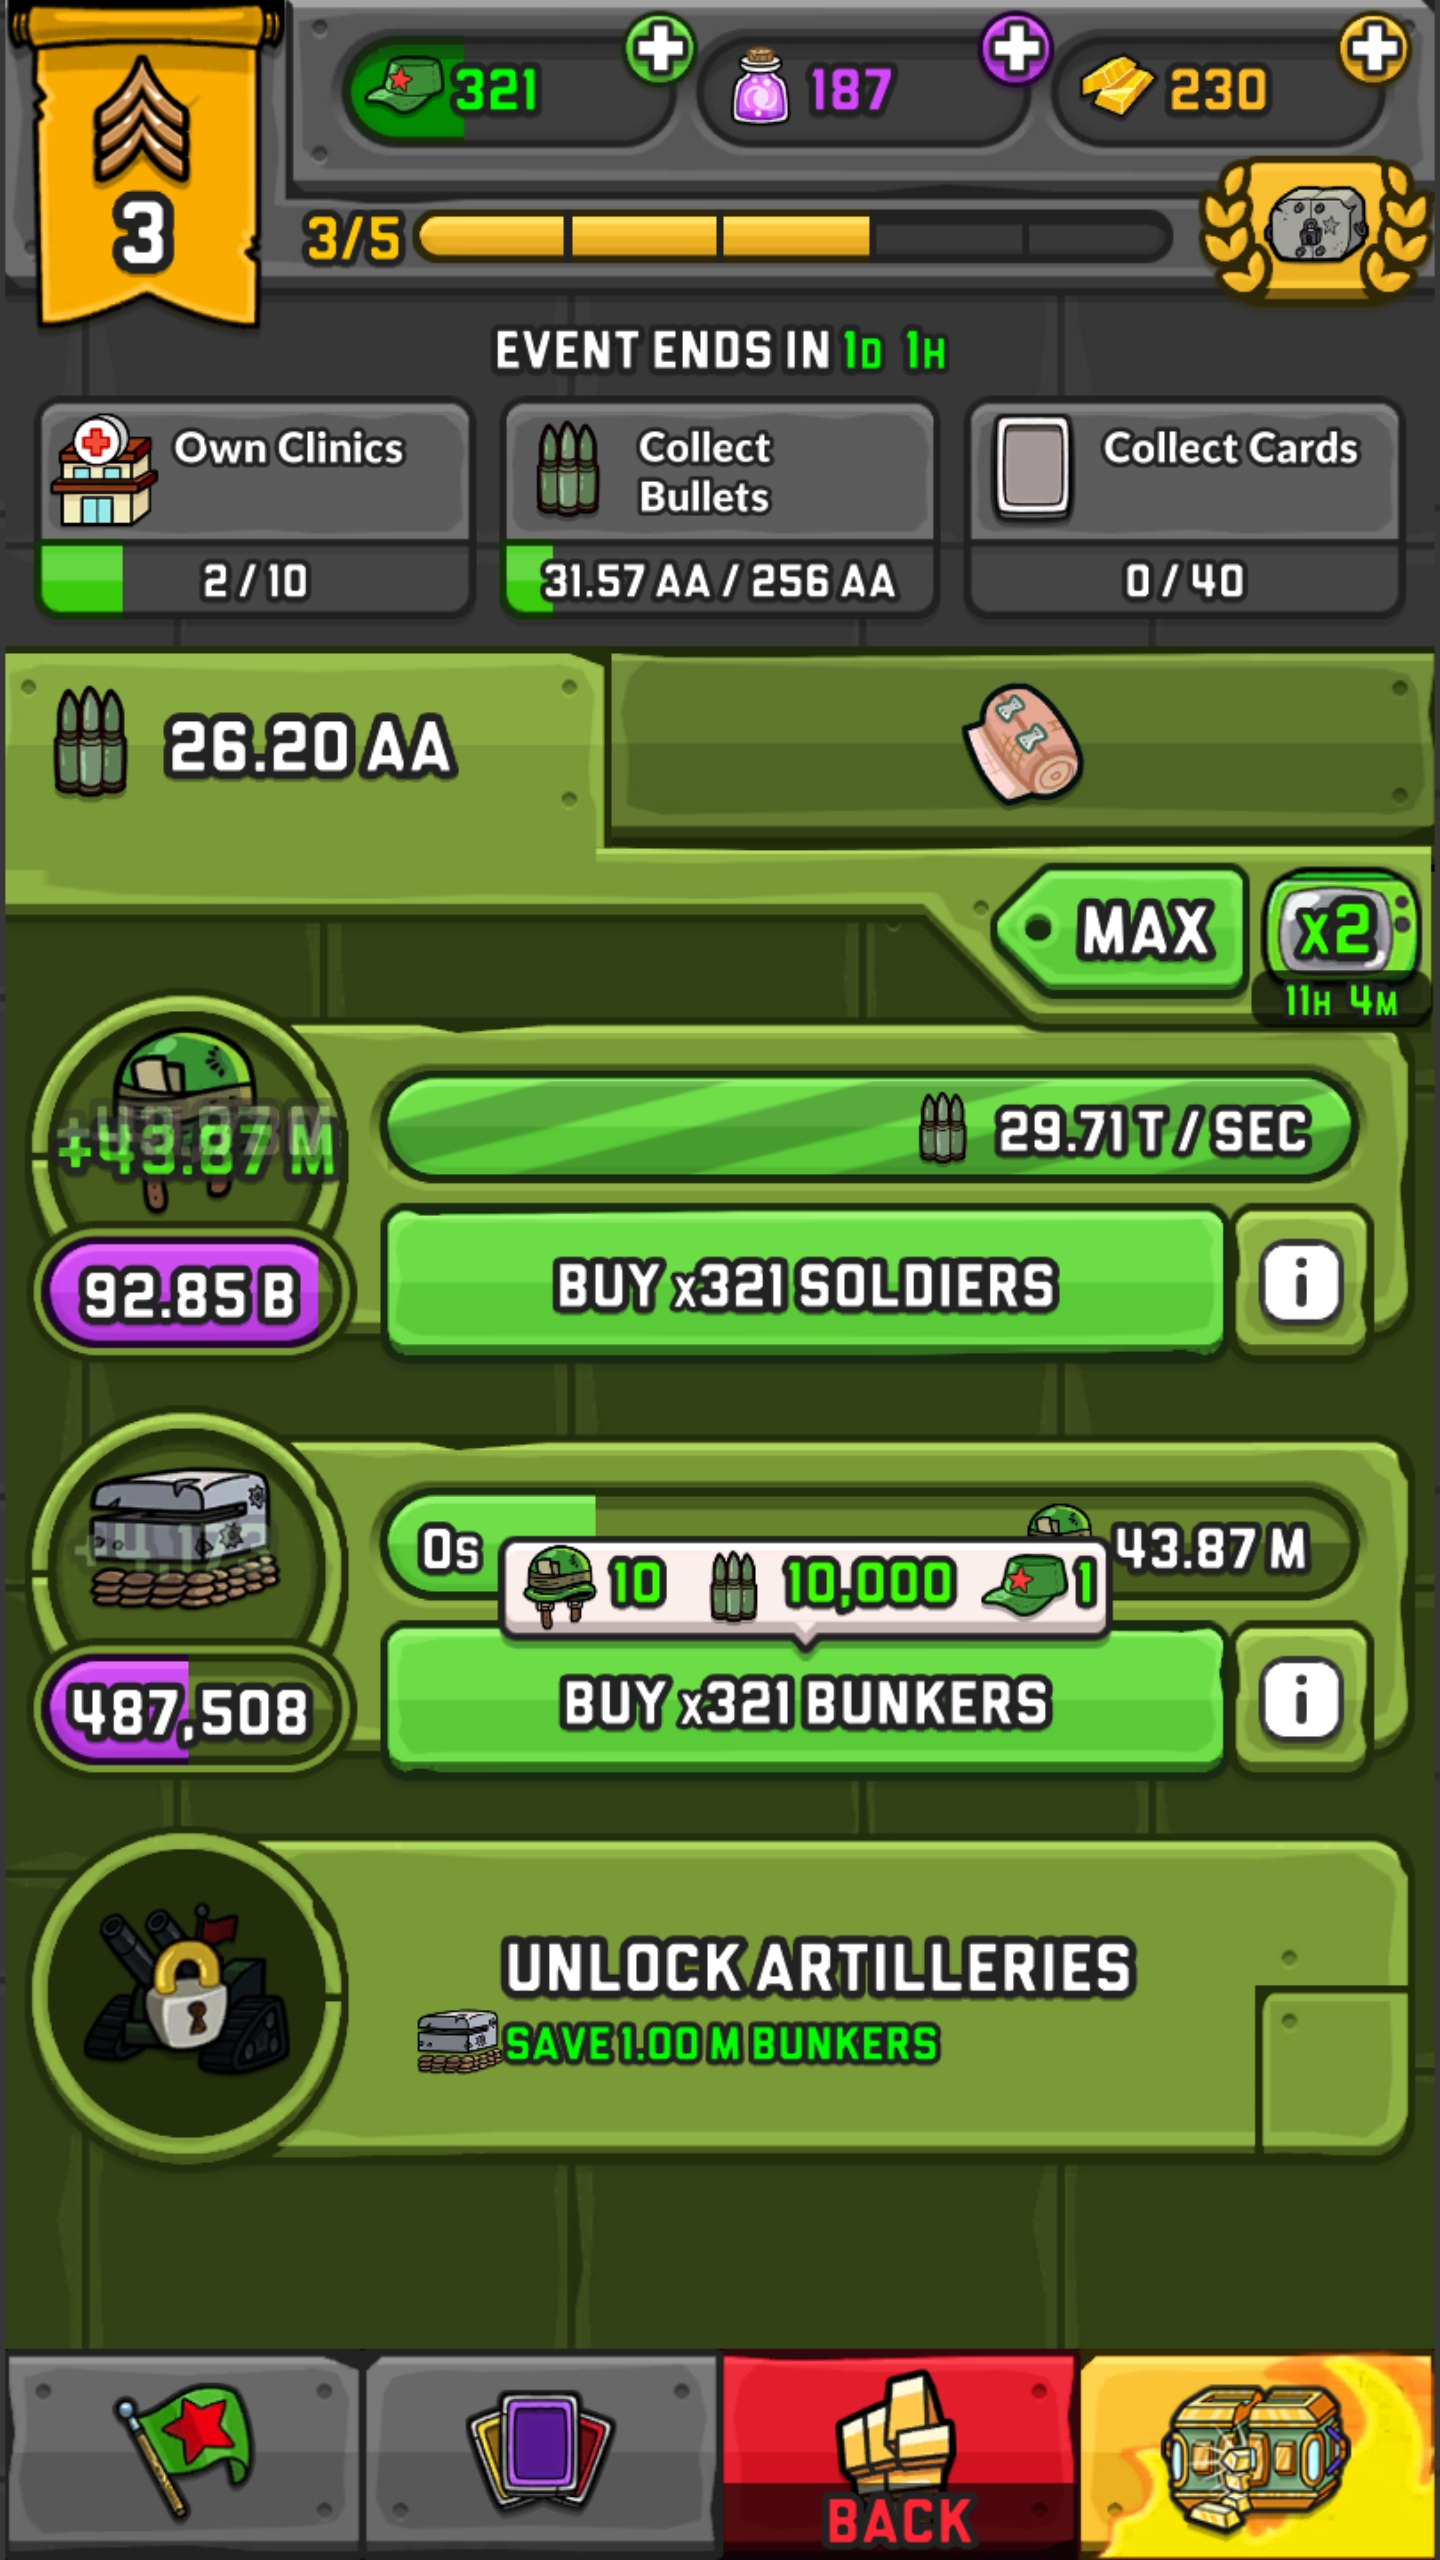 321
187
230
3
3/5
EVENT ENDS IN 1D 1H
Own Clinics
2 / 10
Collect
Bullets
31.57 AA / 256 AA
Collect Cards
0 / 40
26.20 AA
MAX
x2
11H 4M
+43.87 M
29.71 T / SEC
92.85 B
BUY x321 SOLDIERS
0s
43.87 M
10
10,000
1
487,508
BUY x321 BUNKERS
UNLOCK ARTILLERIES
SAVE 1.00 M BUNKERS
BACK